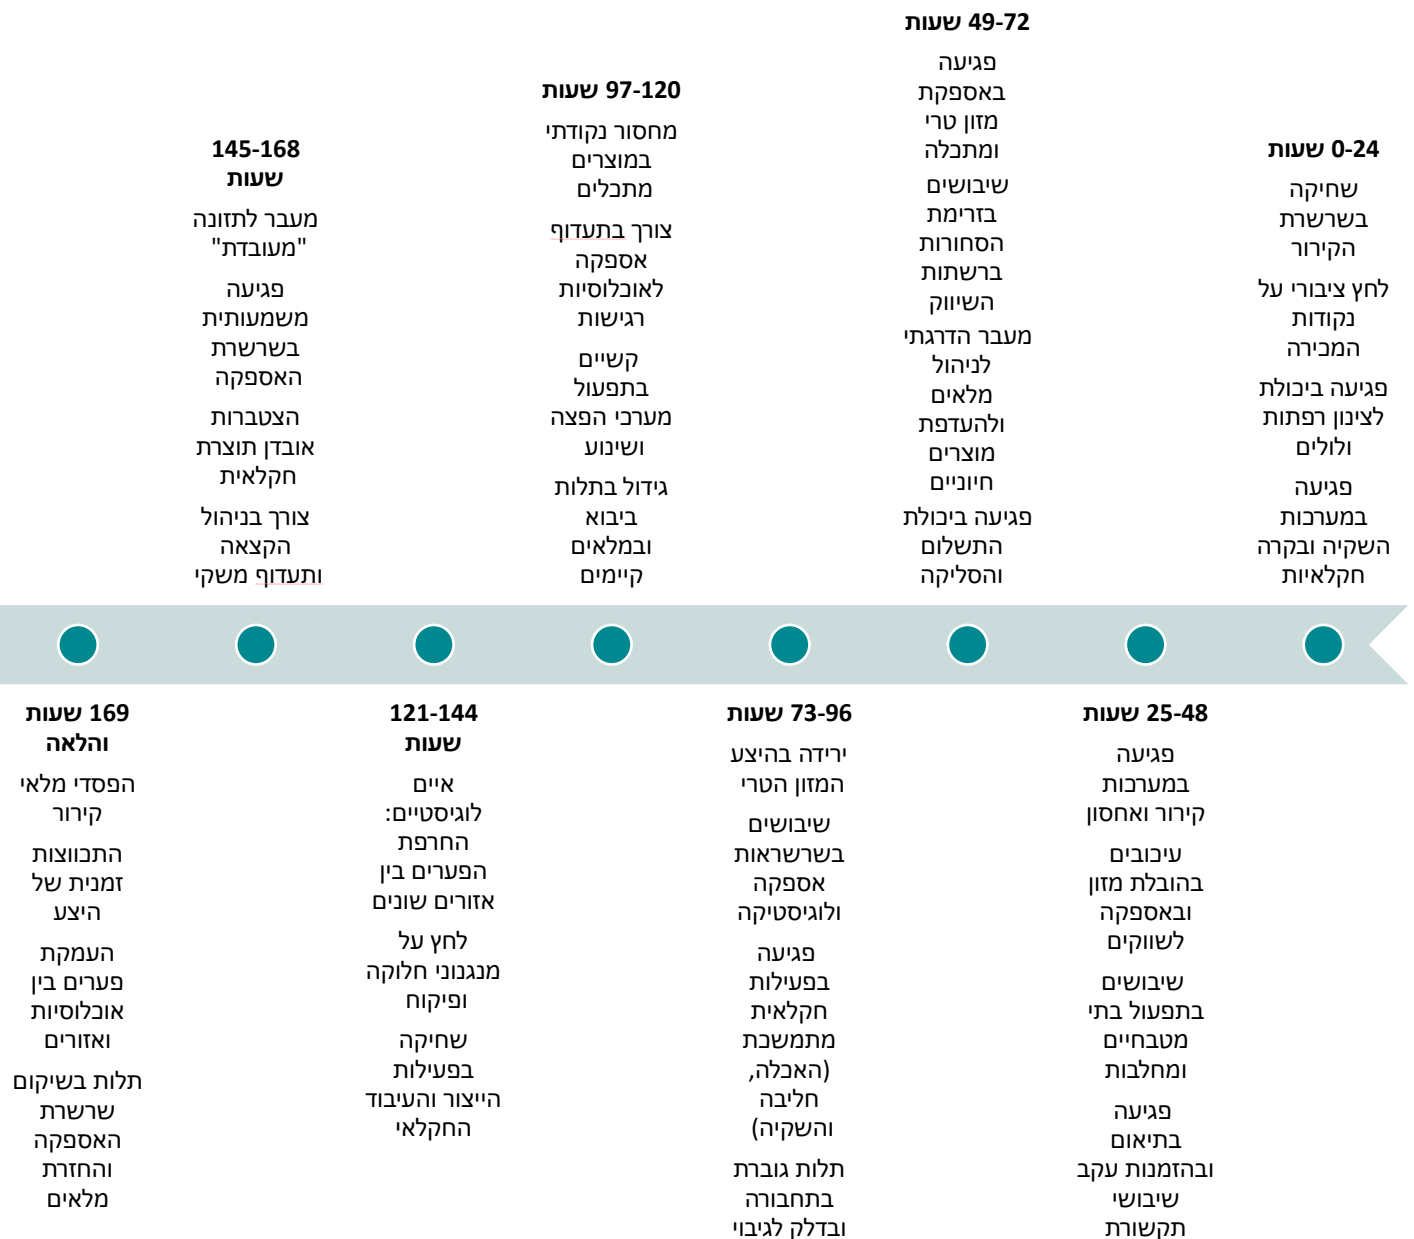 0-24 שעות
שחיקה
בשרשרת
הקירור
לחץ ציבורי על
נקודות
המכירה
פגיעה ביכולת
לצינון רפתות
ולולים
פגיעה
במערכות
השקיה ובקרה
חקלאיות
25-48 שעות
פגיעה
במערכות
קירור ואחסון
עיכובים
בהובלת מזון
ובאספקה
לשווקים
שיבושים
בתפעול בתי
מטבחיים
ומחלבות
פגיעה
בתיאום
ובהזמנות עקב
שיבושי
תקשורת
49-72 שעות
פגיעה
באספקת
מזון טרי
ומתכלה
שיבושים
בזרימת
הסחורות
ברשתות
השיווק
מעבר הדרגתי
לניהול
מלאים
ולהעדפת
מוצרים
חיוניים
פגיעה ביכולת
התשלום
והסליקה
73-96 שעות
ירידה בהיצע
המזון הטרי
שיבושים
בשרשראות
אספקה
ולוגיסטיקה
פגיעה
בפעילות
חקלאית
מתמשכת
(האכלה,
חליבה
והשקיה)
תלות גוברת
בתחבורה
ובדלק לגיבוי
97-120 שעות
מחסור נקודתי
במוצרים
מתכלים
צורך בתעדוף
אספקה
לאוכלוסיות
רגישות
קשיים
בתפעול
מערכי הפצה
ושינוע
גידול בתלות
ביבוא
ובמלאים
קיימים
121-144
שעות
איים
לוגיסטיים:
החרפת
הפערים בין
אזורים שונים
לחץ על
מנגנוני חלוקה
ופיקוח
שחיקה
בפעילות
הייצור והעיבוד
החקלאי
145-168
שעות
מעבר לתזונה
"מעובדת"
פגיעה
משמעותית
בשרשרת
האספקה
הצטברות
אובדן תוצרת
חקלאית
צורך בניהול
הקצאה
ותעדוף משקי
169 שעות
והלאה
הפסדי מלאי
קירור
התכווצות
זמנית של
היצע
העמקת
פערים בין
אוכלוסיות
ואזורים
תלות בשיקום
שרשרת
האספקה
והחזרת
מלאים